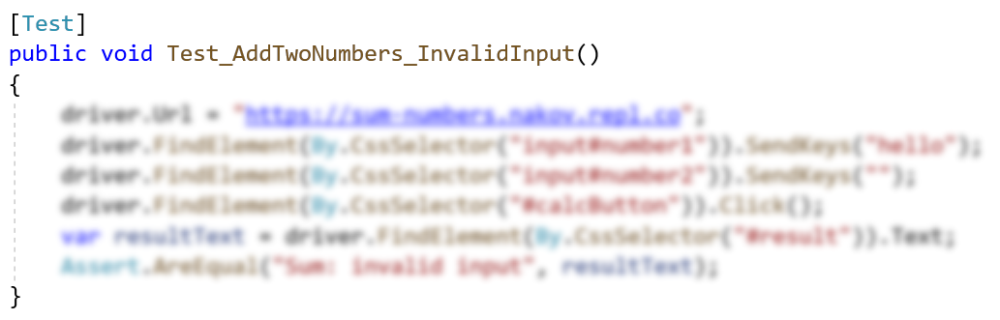 [Test]
public void Test_AddTwoNumbers_InvalidInput()
{
driver.Url = "https://sum-numbers.nakov.repl.co";
driver.FindElement(By.CssSelector("input#number1")).SendKeys("hello");
driver.FindElement(By.CssSelector("input#number2")).SendKeys("");
driver.FindElement(By.CssSelector("#calcButton")).Click();
var resultText = driver.FindElement(By.CssSelector("#result")).Text;
Assert.AreEqual("Sum: invalid input", resultText);
}